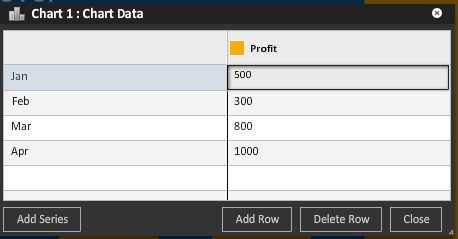 Chart 1 : Chart Data
Profit
Jan 500
Feb 300
Mar 800
Apr 1000
Add Series Add Row Delete Row Close